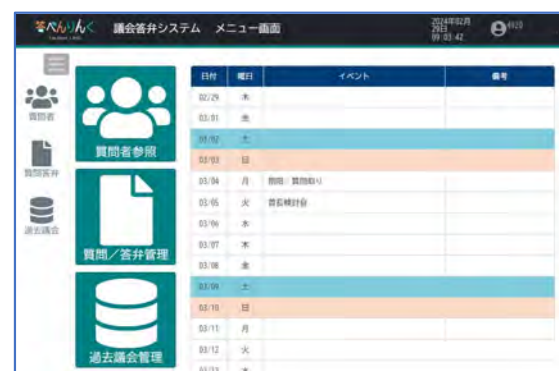 答べんりんく
議会答弁システム メニュー画面
2024年02月
29日
09:03:42
4920
質問者
質問答弁
過去議会
質問者参照
質問／答弁管理
過去議会管理
日付 曜日 イベント 備考
02/29 木
03/01 金
03/02 土
03/03 日
03/04 月 質問取り
03/05 火 首長検討会
03/06 水
03/07 木
03/08 金
03/09 土
03/10 日
03/11 月
03/12 火